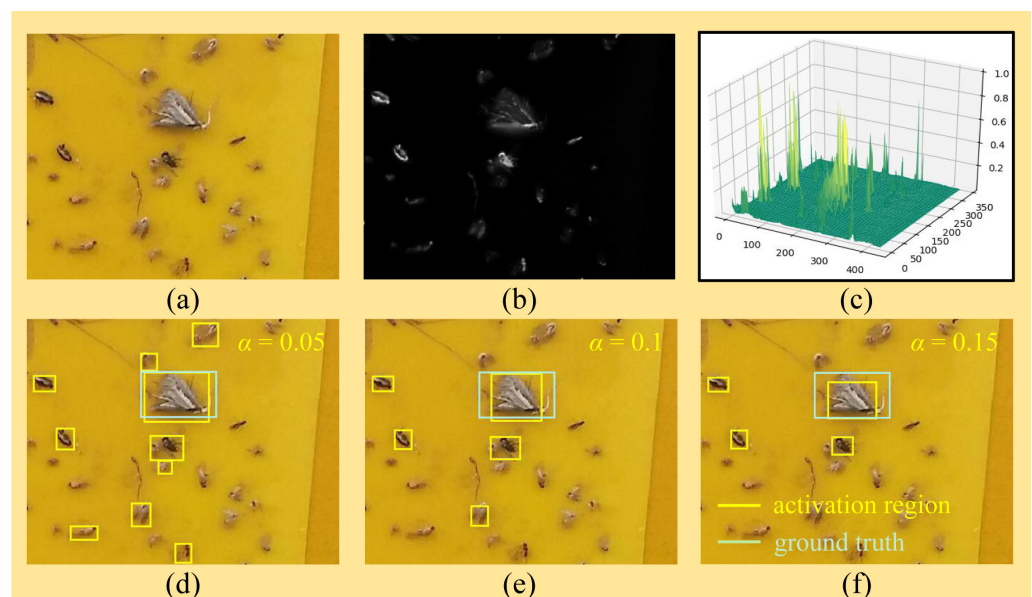 1.0
0.8
0.6
0.4
0.2
0
100
200
300
400
0
50
100
150
200
250
300
350
(a)
(b)
(c)
α = 0.05
α = 0.1
α = 0.15
activation region
ground truth
(d)
(e)
(f)